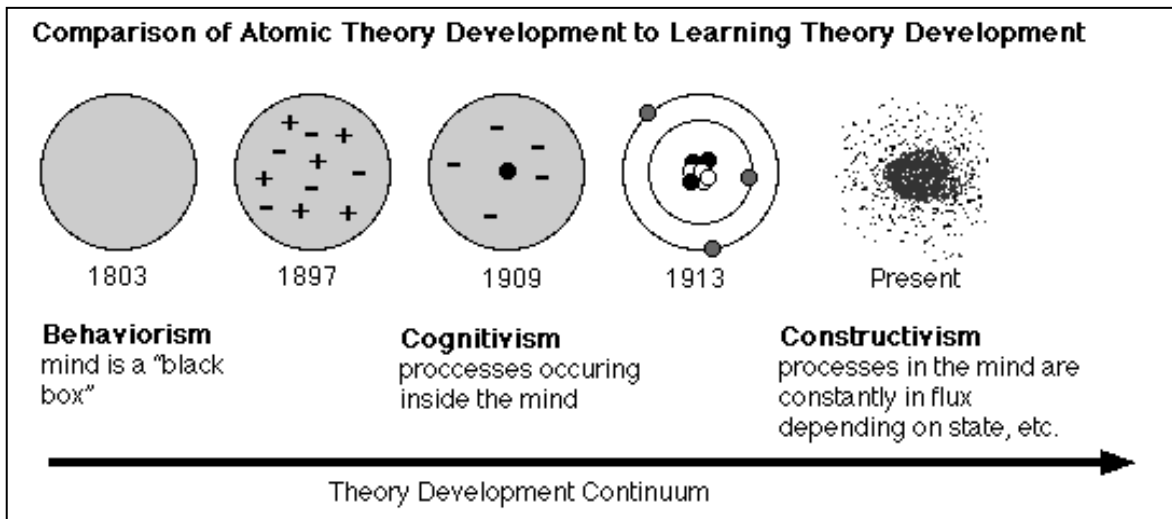 Comparison of Atomic Theory Development to Learning Theory Development
1803
1897
1909
1913
Present
Behaviorism
mind is a "black
box"
Cognitivism
proccesses occuring
inside the mind
Constructivism
processes in the mind are
constantly in flux
depending on state, etc.
Theory Development Continuum